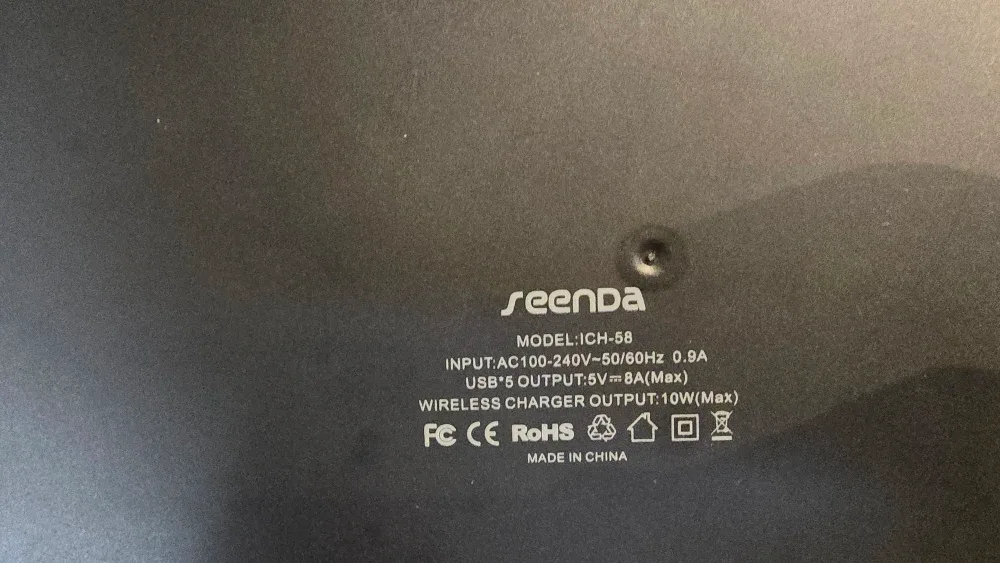 seenda
MODEL:ICH-58
INPUT:AC100-240V~50/60Hz 0.9A
USB*5 OUTPUT:5V⎓8A(Max)
WIRELESS CHARGER OUTPUT:10W(Max)
FC CE RoHS
MADE IN CHINA